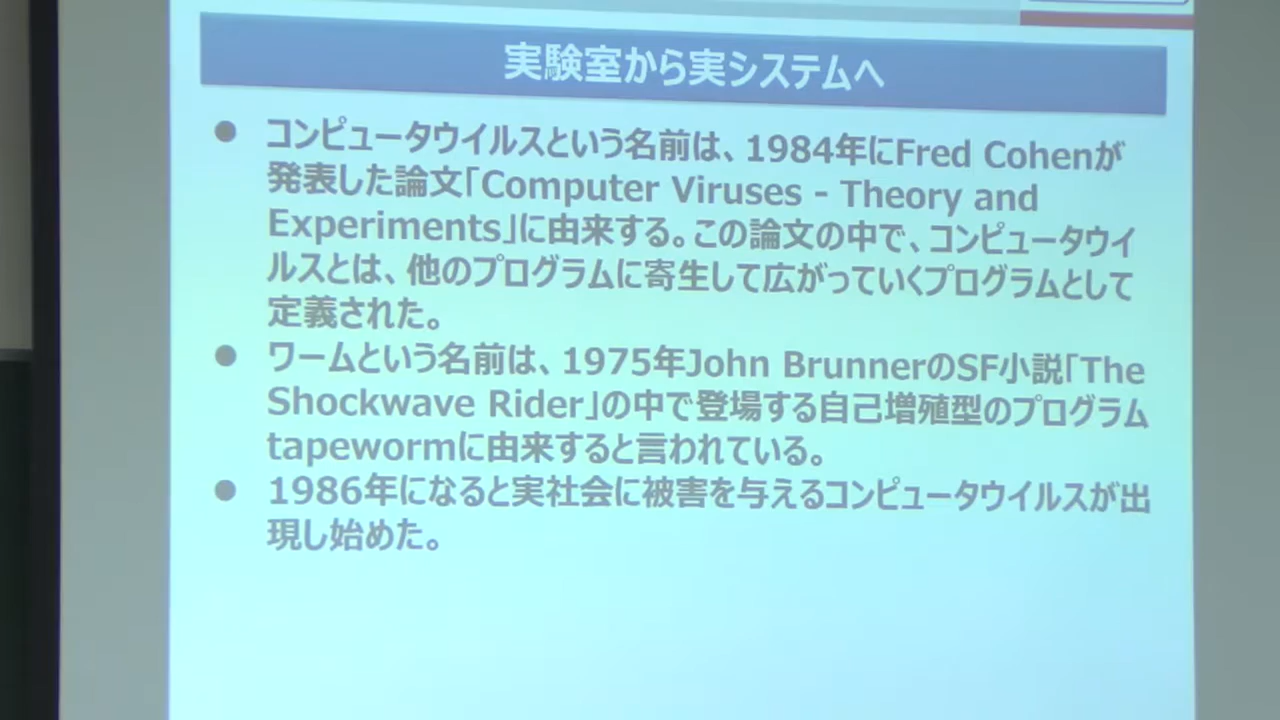 実験室から実システムへ
● コンピュータウイルスという名前は、1984年にFred Cohenが
発表した論文「Computer Viruses - Theory and
Experiments」に由来する。この論文の中で、コンピュータウイ
ルスとは、他のプログラムに寄生して広がっていくプログラムとして
定義された。
● ワームという名前は、1975年John BrunnerのSF小説「The
Shockwave Rider」の中で登場する自己増殖型のプログラム
tapewormに由来すると言われている。
● 1986年になると実社会に被害を与えるコンピュータウイルスが出
現し始めた。